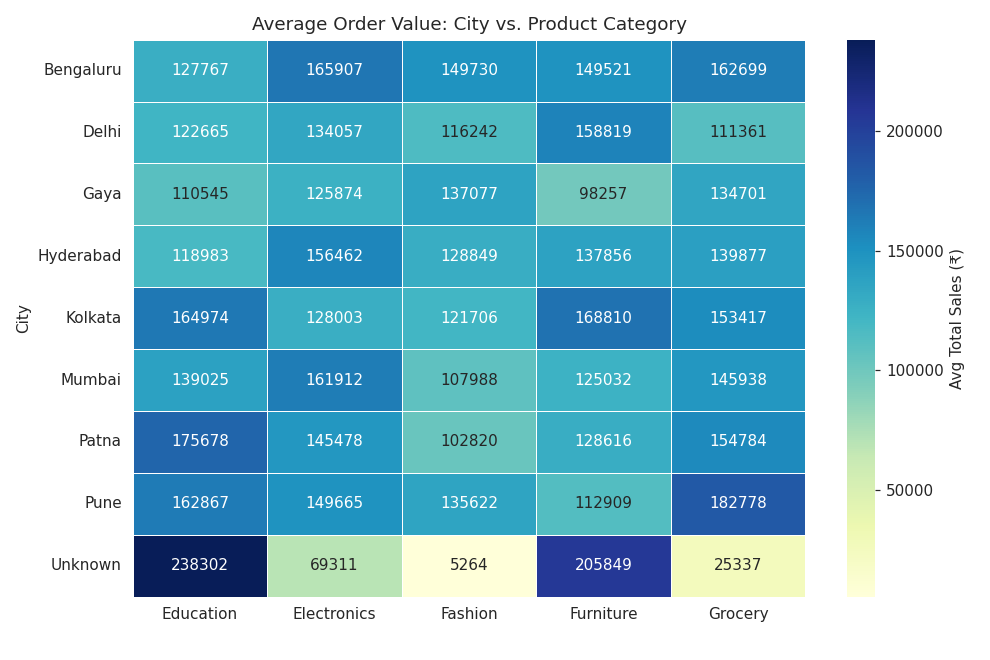 Average Order Value: City vs. Product Category
City
Bengaluru 127767 165907 149730 149521 162699
Delhi 122665 134057 116242 158819 111361
Gaya 110545 125874 137077 98257 134701
Hyderabad 118983 156462 128849 137856 139877
Kolkata 164974 128003 121706 168810 153417
Mumbai 139025 161912 107988 125032 145938
Patna 175678 145478 102820 128616 154784
Pune 162867 149665 135622 112909 182778
Unknown 238302 69311 5264 205849 25337
Education Electronics Fashion Furniture Grocery
200000
150000
100000
50000
Avg Total Sales (₹)